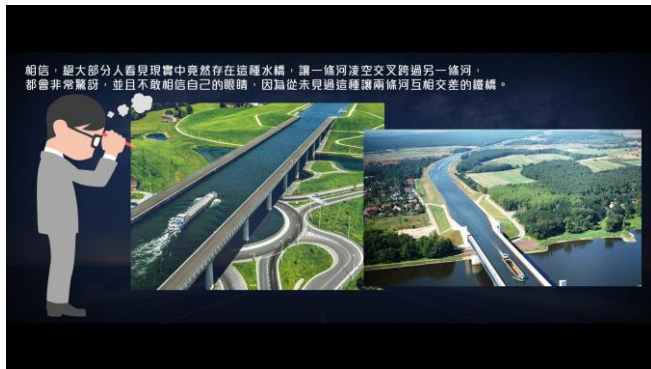 相信，絕大部分人看見現實中竟然存在這種水橋，讓一條河凌空交叉跨過另一條河，
都會非常驚訝，並且不敢相信自己的眼睛，因為從未見過這種讓兩條河互相交差的鐵橋。